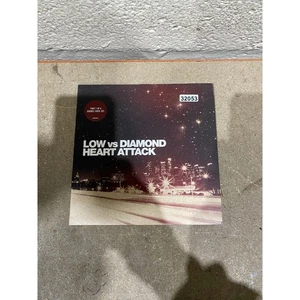 32053
LOW vs DIAMOND
HEART ATTACK